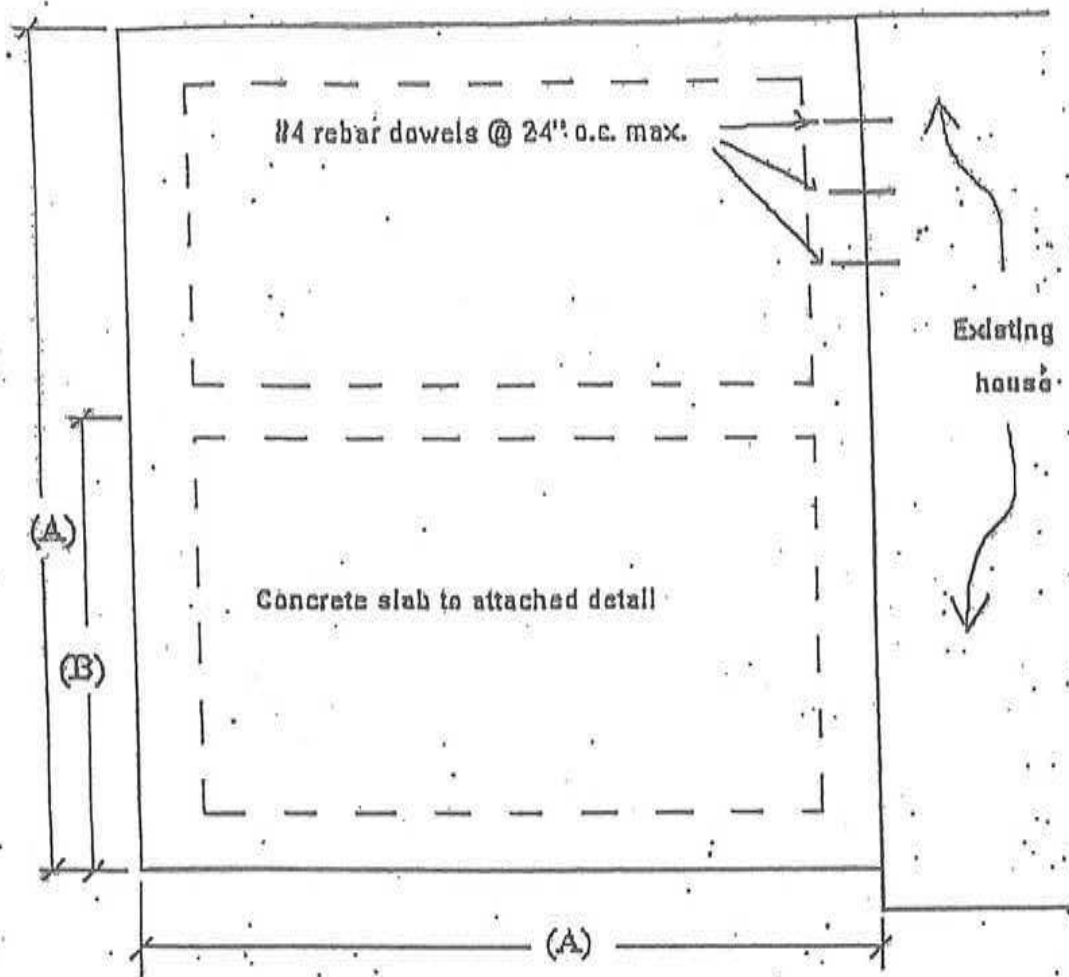 #4 rebar dowels @ 24" o.c. max.
Existing
house
(A)
Concrete slab to attached detail
(B)
(A)